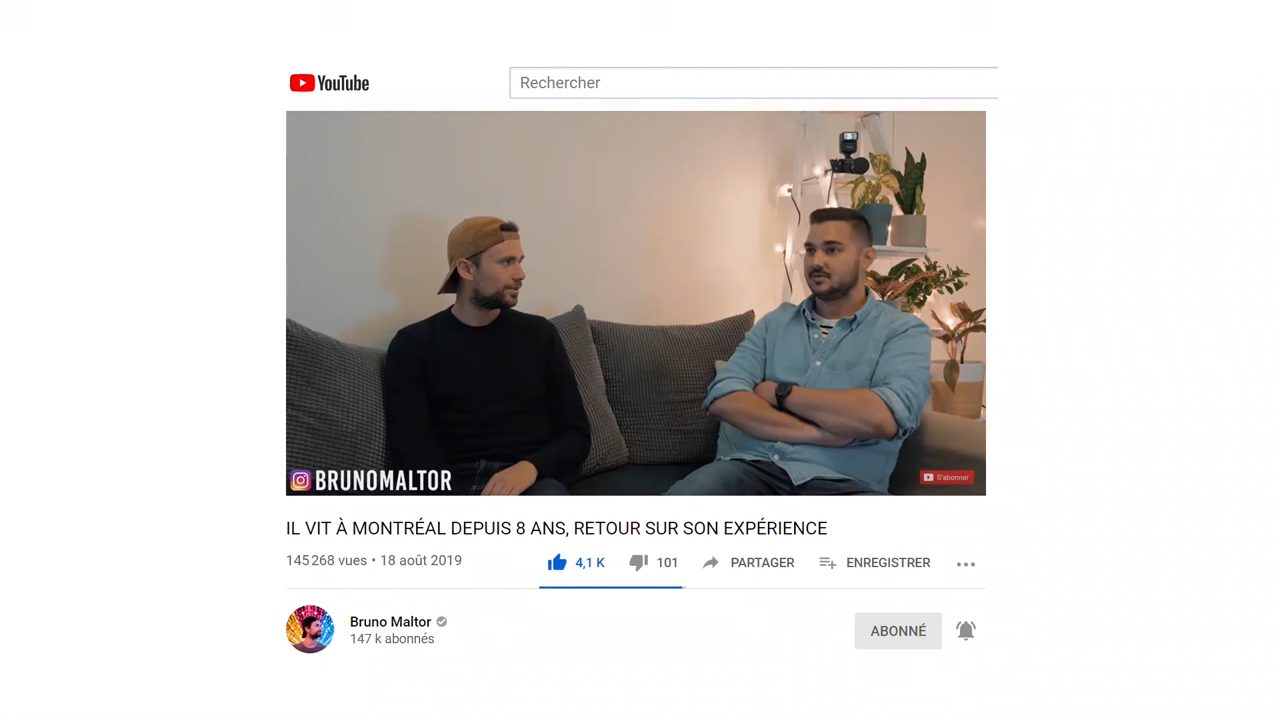 YouTube
Rechercher
BRUNOMALTOR
S'abonner
IL VIT À MONTRÉAL DEPUIS 8 ANS, RETOUR SUR SON EXPÉRIENCE
145 268 vues • 18 août 2019
4,1 K
101
PARTAGER
ENREGISTRER
Bruno Maltor
147 k abonnés
ABONNÉ